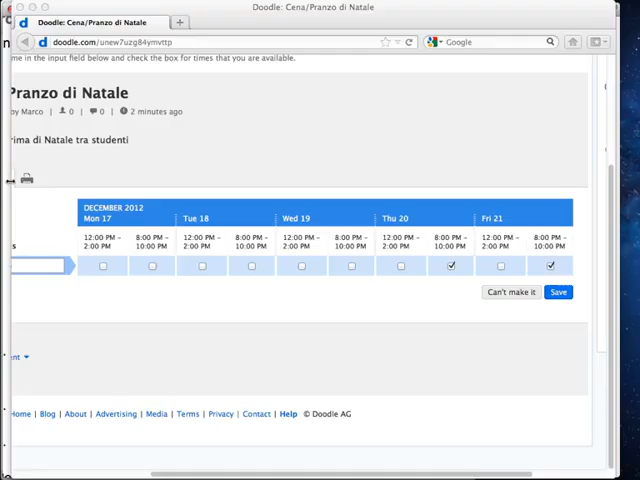 Doodle: Cena/Pranzo di Natale
Doodle: Cena/Pranzo di Natale
doodle.com/unew7uzg84ymvttp
Google
me in the input field below and check the box for times that you are available.
Pranzo di Natale
by Marco | 0 | 0 | 2 minutes ago
rima di Natale tra studenti
DECEMBER 2012
Mon 17 Tue 18 Wed 19 Thu 20 Fri 21
12:00 PM – 8:00 PM – 12:00 PM – 8:00 PM – 12:00 PM – 8:00 PM – 12:00 PM – 8:00 PM – 12:00 PM – 8:00 PM –
s 2:00 PM 10:00 PM 2:00 PM 10:00 PM 2:00 PM 10:00 PM 2:00 PM 10:00 PM 2:00 PM 10:00 PM
Can't make it Save
ent
Home | Blog | About | Advertising | Media | Terms | Privacy | Contact | Help © Doodle AG